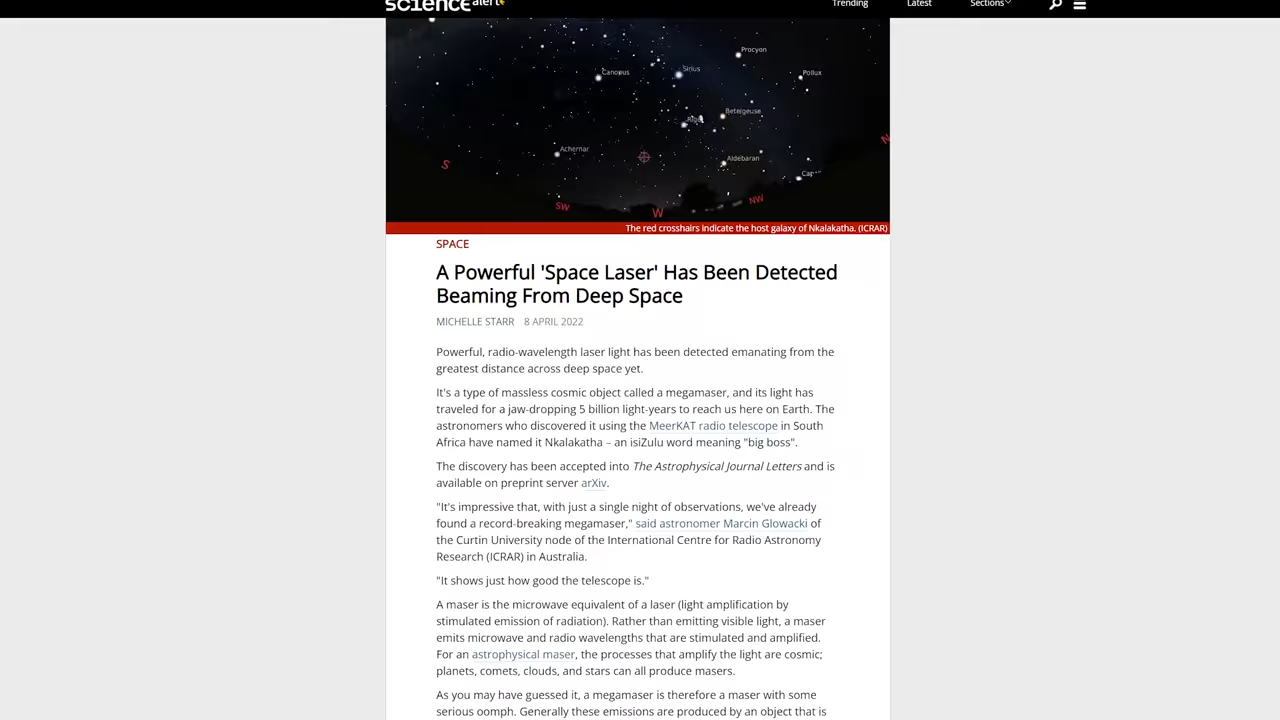 scıence alert
Trending Latest Sections
Procyon
Canopus Sirius Pollux
Betelgeuse
Rigel
Achernar
Aldebaran
S N
SW W NW
The red crosshairs indicate the host galaxy of Nkalakatha. (ICRAR)
SPACE
A Powerful 'Space Laser' Has Been Detected
Beaming From Deep Space
MICHELLE STARR 8 APRIL 2022
Powerful, radio-wavelength laser light has been detected emanating from the
greatest distance across deep space yet.
It's a type of massless cosmic object called a megamaser, and its light has
traveled for a jaw-dropping 5 billion light-years to reach us here on Earth. The
astronomers who discovered it using the MeerKAT radio telescope in South
Africa have named it Nkalakatha – an isiZulu word meaning "big boss".
The discovery has been accepted into The Astrophysical Journal Letters and is
available on preprint server arXiv.
"It's impressive that, with just a single night of observations, we've already
found a record-breaking megamaser," said astronomer Marcin Glowacki of
the Curtin University node of the International Centre for Radio Astronomy
Research (ICRAR) in Australia.
"It shows just how good the telescope is."
A maser is the microwave equivalent of a laser (light amplification by
stimulated emission of radiation). Rather than emitting visible light, a maser
emits microwave and radio wavelengths that are stimulated and amplified.
For an astrophysical maser, the processes that amplify the light are cosmic;
planets, comets, clouds, and stars can all produce masers.
As you may have guessed it, a megamaser is therefore a maser with some
serious oomph. Generally these emissions are produced by an object that is